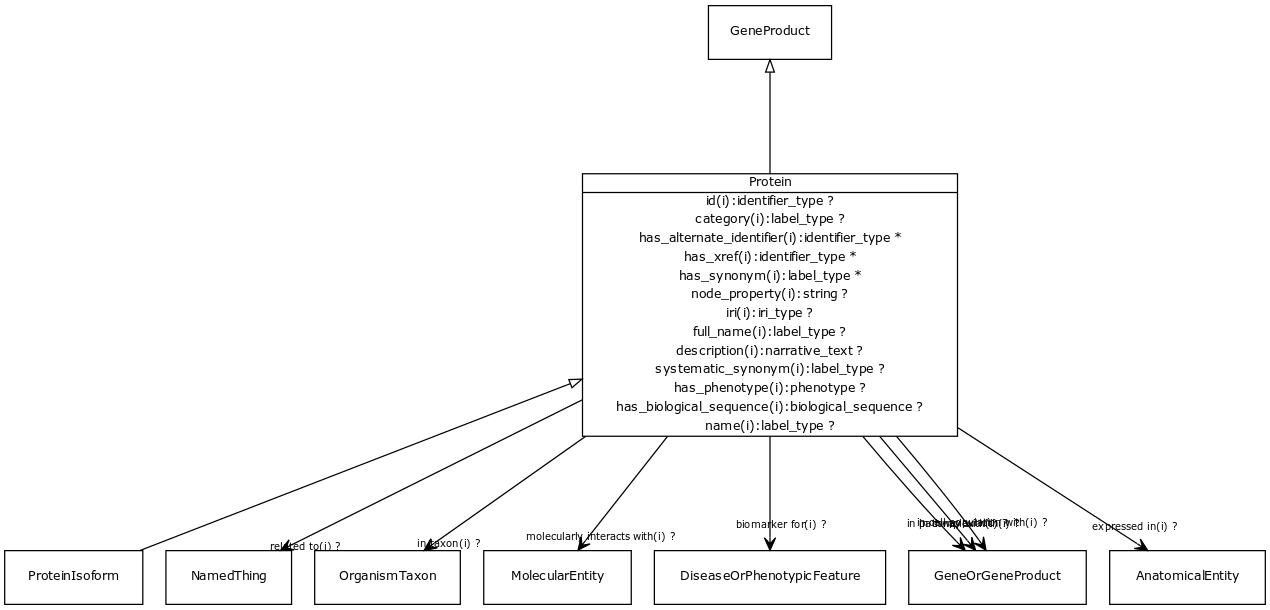 GeneProduct
Protein
id(i):identifier_type ?
category(i):label_type ?
has_alternate_identifier(i):identifier_type *
has_xref(i):identifier_type *
has_synonym(i):label_type *
node_property(i):string ?
iri(i):iri_type ?
full_name(i):label_type ?
description(i):narrative_text ?
systematic_synonym(i):label_type ?
has_phenotype(i):phenotype ?
has_biological_sequence(i):biological_sequence ?
name(i):label_type ?
related to(i) ?
in taxon(i) ?
molecularly interacts with(i) ?
biomarker for(i) ?
with(i) ?
expressed in(i) ?
ProteinIsoform
NamedThing
OrganismTaxon
MolecularEntity
DiseaseOrPhenotypicFeature
GeneOrGeneProduct
AnatomicalEntity